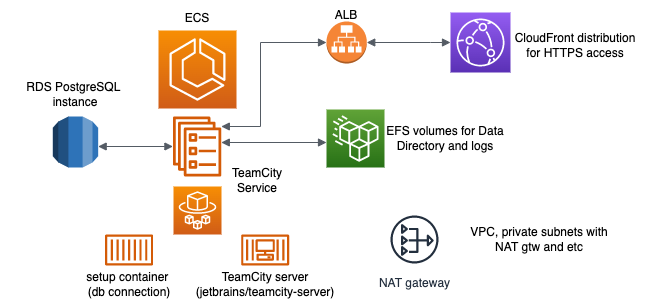 ECS
ALB
CloudFront distribution
for HTTPS access
RDS PostgreSQL
instance
EFS volumes for Data
Directory and logs
TeamCity
Service
VPC, private subnets with
NAT gtw and etc
setup container
(db connection)
TeamCity server
(jetbrains/teamcity-server)
NAT gateway